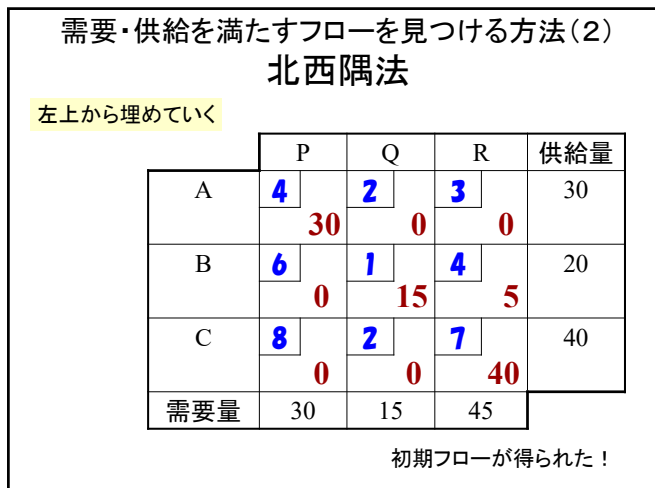 需要・供給を満たすフローを見つける方法(2)
北西隅法
左上から埋めていく
P Q R 供給量
A 4 30 2 0 3 0 30
B 6 0 1 15 4 5 20
C 8 0 2 0 7 40 40
需要量 30 15 45
初期フローが得られた!